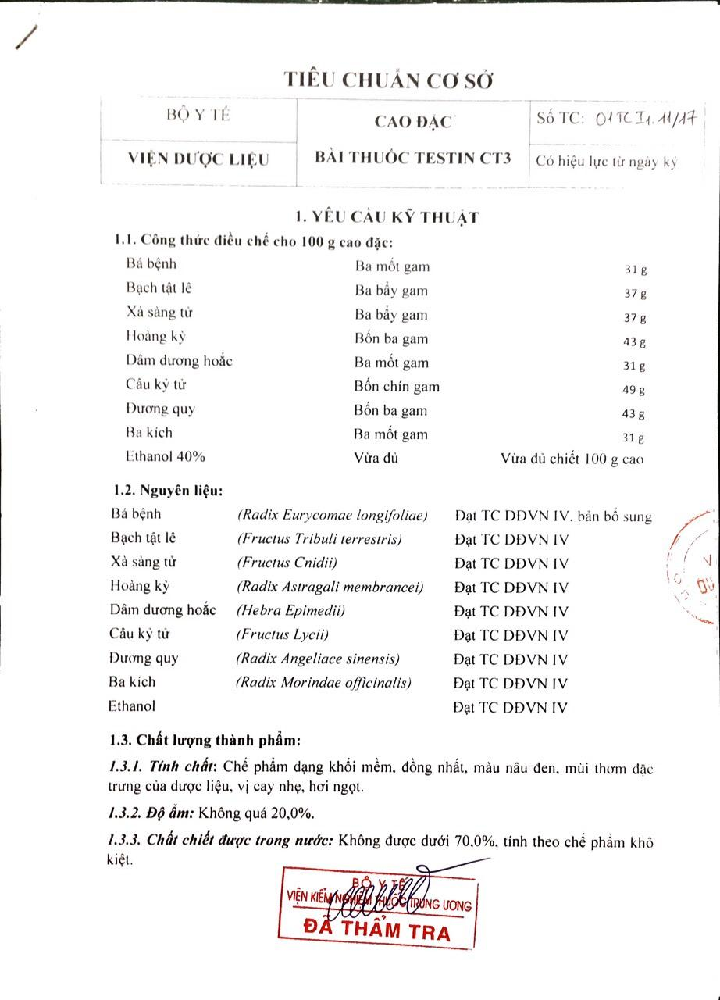 TIÊU CHUẨN CƠ SỞ
BỘ Y TẾ
VIỆN DƯỢC LIỆU
CAO ĐẶC
BÀI THUỐC TESTIN CT3
Số TC: 01TC I1.11/17
Có hiệu lực từ ngày ký
1. YÊU CẦU KỸ THUẬT
1.1. Công thức điều chế cho 100 g cao đặc:
Bá bệnh Ba mốt gam 31 g
Bạch tật lê Ba bẩy gam 37 g
Xà sàng tử Ba bẩy gam 37 g
Hoàng kỳ Bốn ba gam 43 g
Dâm dương hoắc Ba mốt gam 31 g
Câu kỷ tử Bốn chín gam 49 g
Đương quy Bốn ba gam 43 g
Ba kích Ba mốt gam 31 g
Ethanol 40% Vừa đủ Vừa đủ chiết 100 g cao
1.2. Nguyên liệu:
Bá bệnh (Radix Eurycomae longifoliae) Đạt TC DĐVN IV, bản bổ sung
Bạch tật lê (Fructus Tribuli terrestris) Đạt TC DĐVN IV
Xà sàng tử (Fructus Cnidii) Đạt TC DĐVN IV
Hoàng kỳ (Radix Astragali membrancei) Đạt TC DĐVN IV
Dâm dương hoắc (Hebra Epimedii) Đạt TC DĐVN IV
Câu kỷ tử (Fructus Lycii) Đạt TC DĐVN IV
Đương quy (Radix Angeliace sinensis) Đạt TC DĐVN IV
Ba kích (Radix Morindae officinalis) Đạt TC DĐVN IV
Ethanol Đạt TC DĐVN IV
1.3. Chất lượng thành phẩm:
1.3.1. Tính chất: Chế phẩm dạng khối mềm, đồng nhất, màu nâu đen, mùi thơm đặc
trưng của dược liệu, vị cay nhẹ, hơi ngọt.
1.3.2. Độ ẩm: Không quá 20,0%.
1.3.3. Chất chiết được trong nước: Không được dưới 70,0%, tính theo chế phẩm khô
kiệt.
BỘ Y TẾ
VIỆN KIỂM NGHIỆM THUỐC TRUNG ƯƠNG
ĐÃ THẨM TRA